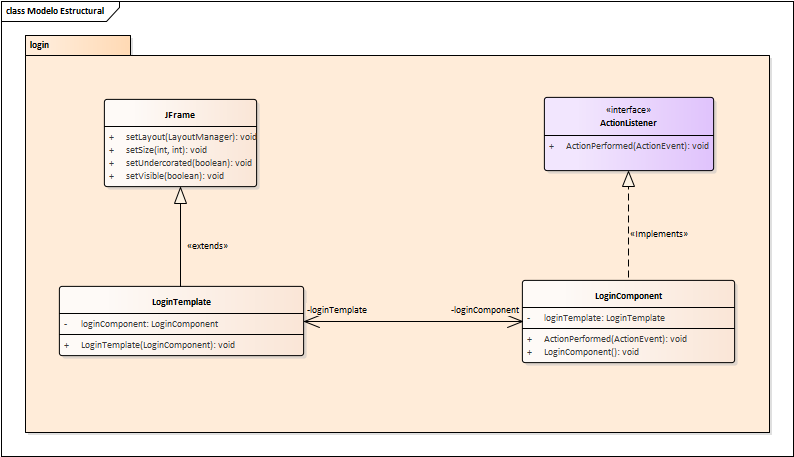 class Modelo Estructural
login
JFrame
+ setLayout(LayoutManager): void
+ setSize(int, int): void
+ setUndercorated(boolean): void
+ setVisible(boolean): void
«interface»
ActionListener
+ ActionPerformed(ActionEvent): void
«extends»
«Implements»
LoginTemplate
- loginComponent: LoginComponent
+ LoginTemplate(LoginComponent): void
-loginTemplate
-loginComponent
LoginComponent
- loginTemplate: LoginTemplate
+ ActionPerformed(ActionEvent): void
+ LoginComponent(): void